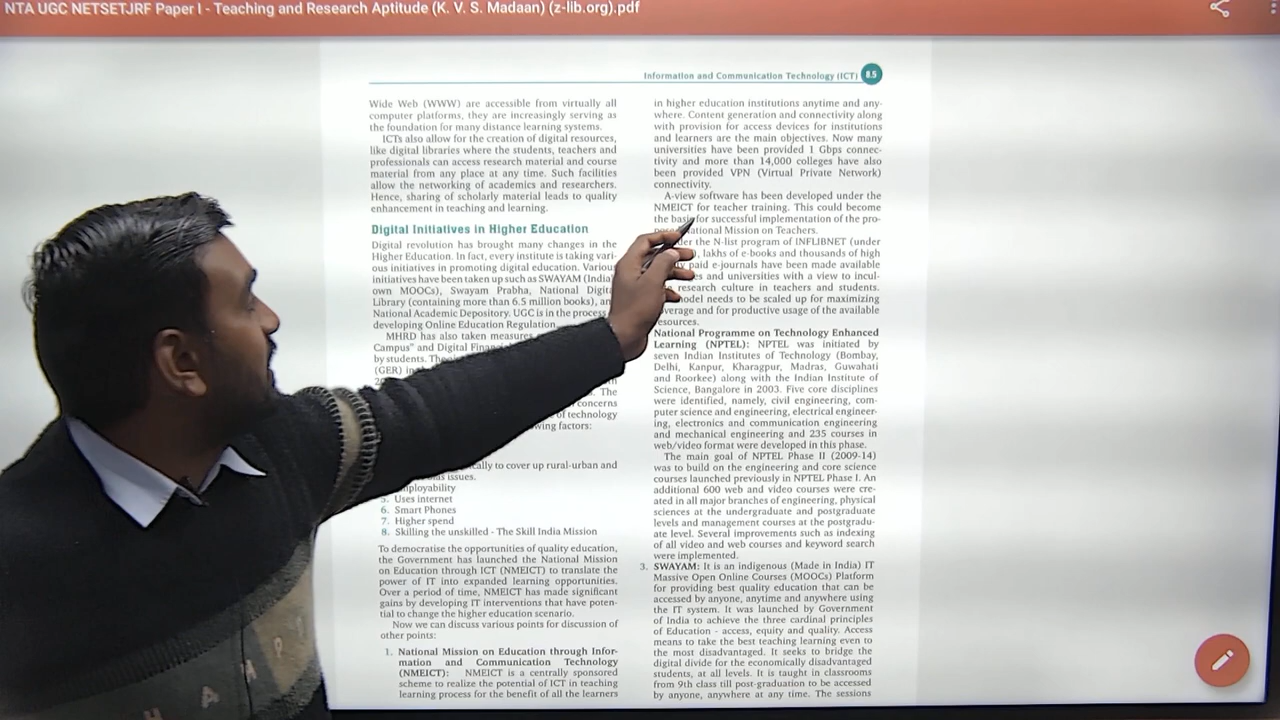 NTA UGC NETSETJRF Paper I - Teaching and Research Aptitude (K. V. S. Madaan) (z-lib.org).pdf
Information and Communication Technology (ICT) 8.5
Wide Web (WWW) are accessible from virtually all
computer platforms, they are increasingly serving as
the foundation for many distance learning systems.
ICTs also allow for the creation of digital resources,
like digital libraries where the students, teachers and
professionals can access research material and course
material from any place at any time. Such facilities
allow the networking of academics and researchers.
Hence, sharing of scholarly material leads to quality
enhancement in teaching and learning.
Digital Initiatives in Higher Education
Digital revolution has brought many changes in the
Higher Education. In fact, every institute is taking vari-
ous initiatives in promoting digital education. Various
initiatives have been taken up such as SWAYAM (India'
own MOOCs), Swayam Prabha, National Digita
Library (containing more than 6.5 million books), an
National Academic Depository. UGC is in the process
developing Online Education Regulation.
MHRD has also taken measures
Campus" and Digital Finan
by students. The
(GER) in
The
concerns
of technology
wing factors:
cally to cover up rural-urban and
issues.
mployability
5. Uses internet
6. Smart Phones
7. Higher spend
8. Skilling the unskilled - The Skill India Mission
To democratise the opportunities of quality education,
the Government has launched the National Mission
on Education through ICT (NMEICT) to translate the
power of IT into expanded learning opportunities.
Over a period of time, NMEICT has made significant
gains by developing IT interventions that have poten-
tial to change the higher education scenario.
Now we can discuss various points for discussion of
other points:
1. National Mission on Education through Infor-
mation and Communication Technology
(NMEICT): NMEICT is a centrally sponsored
scheme to realize the potential of ICT in teaching
learning process for the benefit of all the learners
in higher education institutions anytime and any-
where. Content generation and connectivity along
with provision for access devices for institutions
and learners are the main objectives. Now many
universities have been provided 1 Gbps connec-
tivity and more than 14,000 colleges have also
been provided VPN (Virtual Private Network)
connectivity.
A-view software has been developed under the
NMEICT for teacher training. This could become
the basis for successful implementation of the pro-
ational Mission on Teachers.
der the N-list program of INFLIBNET (under
), lakhs of e-books and thousands of high
y paid e-journals have been made available
es and universities with a view to incul-
research culture in teachers and students.
odel needs to be scaled up for maximizing
verage and for productive usage of the available
esources.
National Programme on Technology Enhanced
Learning (NPTEL): NPTEL was initiated by
seven Indian Institutes of Technology (Bombay,
Delhi, Kanpur, Kharagpur, Madras, Guwahati
and Roorkee) along with the Indian Institute of
Science, Bangalore in 2003. Five core disciplines
were identified, namely, civil engineering, com-
puter science and engineering, electrical engineer-
ing, electronics and communication engineering
and mechanical engineering and 235 courses in
web/video format were developed in this phase.
The main goal of NPTEL Phase II (2009-14)
was to build on the engineering and core science
courses launched previously in NPTEL Phase I. An
additional 600 web and video courses were cre-
ated in all major branches of engineering, physical
sciences at the undergraduate and postgraduate
levels and management courses at the postgradu-
ate level. Several improvements such as indexing
of all video and web courses and keyword search
were implemented.
3. SWAYAM: It is an indigenous (Made in India) IT
Massive Open Online Courses (MOOCs) Platform
for providing best quality education that can be
accessed by anyone, anytime and anywhere using
the IT system. It was launched by Government
of India to achieve the three cardinal principles
of Education - access, equity and quality. Access
means to take the best teaching learning even to
the most disadvantaged. It seeks to bridge the
digital divide for the economically disadvantaged
students, at all levels. It is taught in classrooms
from 9th class till post-graduation to be accessed
by anyone, anywhere at any time. The sessions